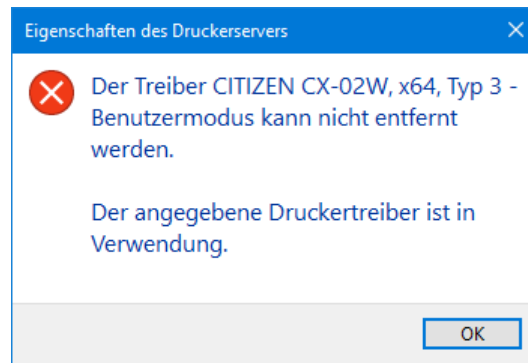 Eigenschaften des Druckerservers
Der Treiber CITIZEN CX-02W, x64, Typ 3 -
Benutzermodus kann nicht entfernt
werden.
Der angegebene Druckertreiber ist in
Verwendung.
OK